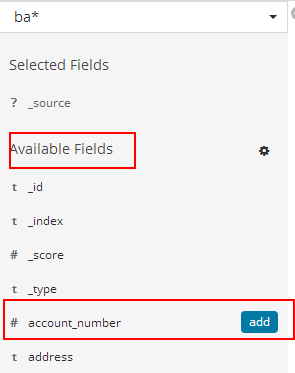 ba*
Selected Fields
? _source
Available Fields
t _id
t _index
# _score
t _type
# account_number add
t address